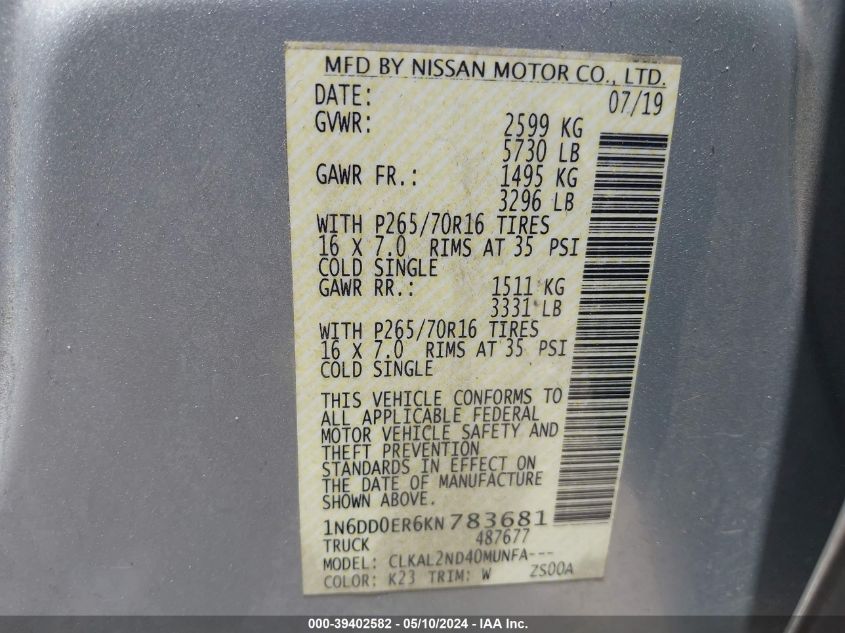 MFD BY NISSAN MOTOR CO., LTD.
DATE: 07/19
GVWR: 2599 KG
5730 LB
GAWR FR.: 1495 KG
3296 LB
WITH P265/70R16 TIRES
16 X 7.0 RIMS AT 35 PSI
COLD SINGLE
GAWR RR.: 1511 KG
3331 LB
WITH P265/70R16 TIRES
16 X 7.0 RIMS AT 35 PSI
COLD SINGLE
THIS VEHICLE CONFORMS TO
ALL APPLICABLE FEDERAL
MOTOR VEHICLE SAFETY AND
THEFT PREVENTION
STANDARDS IN EFFECT ON
THE DATE OF MANUFACTURE
SHOWN ABOVE.
1N6DD0ER6KN783681
TRUCK 487677
MODEL: CLKAL2ND40MUNFA---
COLOR: K23 TRIM: W ZS00A
000-39402582 - 05/10/2024 - IAA Inc.